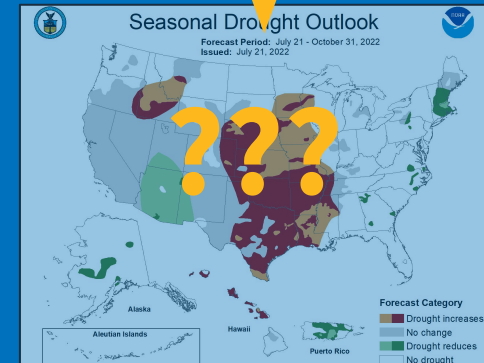 Seasonal Drought Outlook
Forecast Period: July 21 - October 31, 2022
Issued: July 21, 2022
NOAA
???
Alaska
Aleutian Islands
Hawaii
Puerto Rico
Forecast Category
Drought increases
No change
Drought reduces
No drought